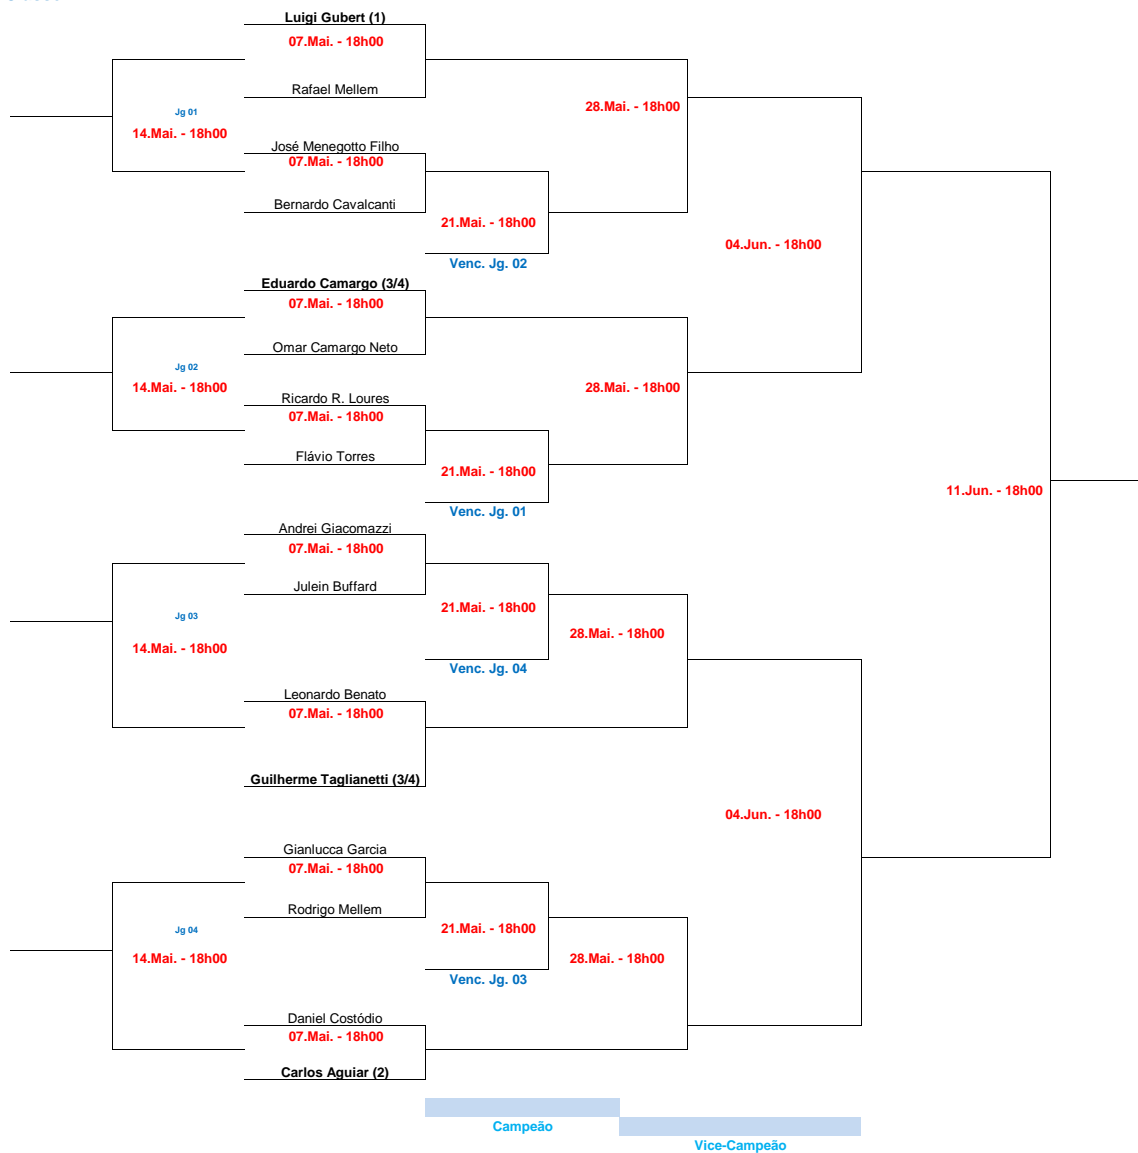 Luigi Gubert (1)
07.Mai. - 18h00
Rafael Mellem
28.Mai. - 18h00
Jg 01
14.Mai. - 18h00
José Menegotto Filho
07.Mai. - 18h00
Bernardo Cavalcanti
21.Mai. - 18h00
04.Jun. - 18h00
Venc. Jg. 02
Eduardo Camargo (3/4)
07.Mai. - 18h00
Omar Camargo Neto
Jg 02
14.Mai. - 18h00
28.Mai. - 18h00
Ricardo R. Loures
07.Mai. - 18h00
Flávio Torres
21.Mai. - 18h00
11.Jun. - 18h00
Venc. Jg. 01
Andrei Giacomazzi
07.Mai. - 18h00
Julein Buffard
21.Mai. - 18h00
Jg 03
28.Mai. - 18h00
14.Mai. - 18h00
Venc. Jg. 04
Leonardo Benato
07.Mai. - 18h00
Guilherme Taglianetti (3/4)
04.Jun. - 18h00
Gianlucca Garcia
07.Mai. - 18h00
Rodrigo Mellem
Jg 04
21.Mai. - 18h00
14.Mai. - 18h00
28.Mai. - 18h00
Venc. Jg. 03
Daniel Costódio
07.Mai. - 18h00
Carlos Aguiar (2)
Campeão
Vice-Campeão